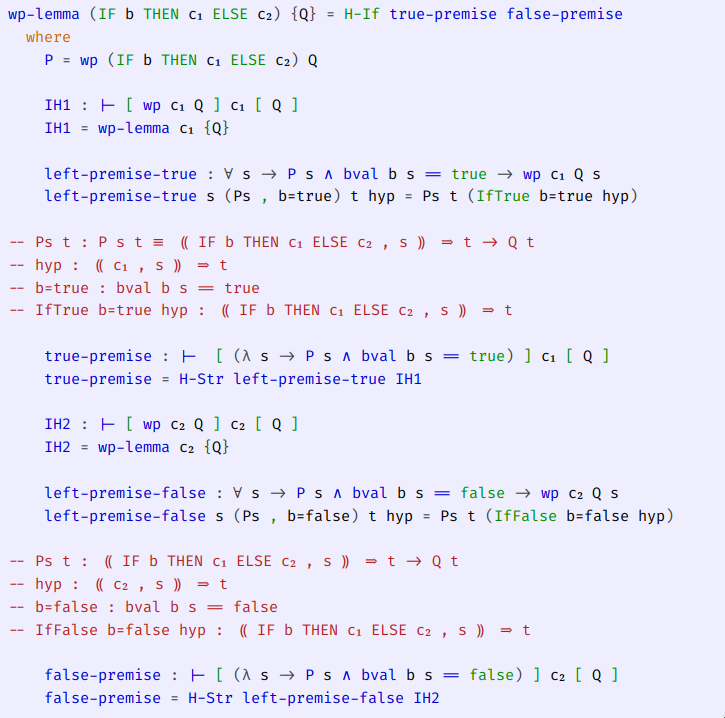 wp-lemma (IF b THEN c₁ ELSE c₂) {Q} = H-If true-premise false-premise
where
P = wp (IF b THEN c₁ ELSE c₂) Q
IH1 : ⊢ [ wp c₁ Q ] c₁ [ Q ]
IH1 = wp-lemma c₁ {Q}
left-premise-true : ∀ s → P s ∧ bval b s == true → wp c₁ Q s
left-premise-true s (Ps , b=true) t hyp = Ps t (IfTrue b=true hyp)
-- Ps t : P s t ≡ ⦅ IF b THEN c₁ ELSE c₂ , s ⦆ ⇒ t → Q t
-- hyp : ⦅ c₁ , s ⦆ ⇒ t
-- b=true : bval b s == true
-- IfTrue b=true hyp : ⦅ IF b THEN c₁ ELSE c₂ , s ⦆ ⇒ t
true-premise : ⊢ [ (λ s → P s ∧ bval b s == true) ] c₁ [ Q ]
true-premise = H-Str left-premise-true IH1
IH2 : ⊢ [ wp c₂ Q ] c₂ [ Q ]
IH2 = wp-lemma c₂ {Q}
left-premise-false : ∀ s → P s ∧ bval b s == false → wp c₂ Q s
left-premise-false s (Ps , b=false) t hyp = Ps t (IfFalse b=false hyp)
-- Ps t : ⦅ IF b THEN c₁ ELSE c₂ , s ⦆ ⇒ t → Q t
-- hyp : ⦅ c₂ , s ⦆ ⇒ t
-- b=false : bval b s == false
-- IfFalse b=false hyp : ⦅ IF b THEN c₁ ELSE c₂ , s ⦆ ⇒ t
false-premise : ⊢ [ (λ s → P s ∧ bval b s == false) ] c₂ [ Q ]
false-premise = H-Str left-premise-false IH2